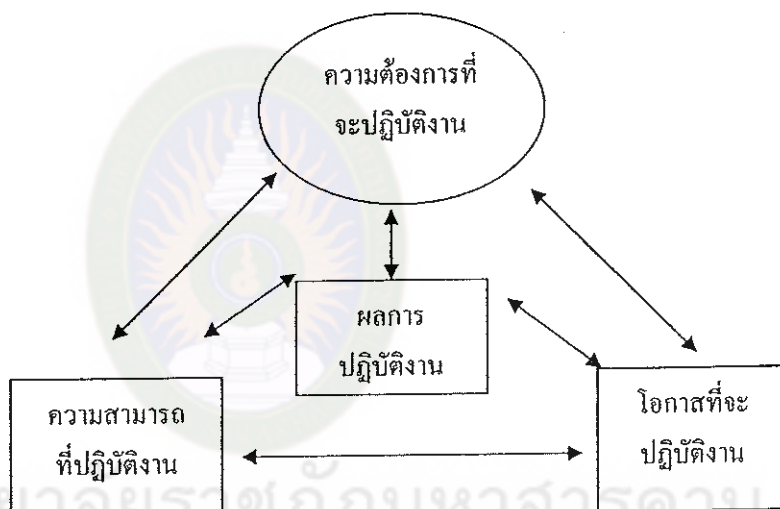 ความต้องการที่
จะปฏิบัติงาน
ผลการ
ปฏิบัติงาน
ความสามารถ
ที่ปฏิบัติงาน
โอกาสที่จะ
ปฏิบัติงาน